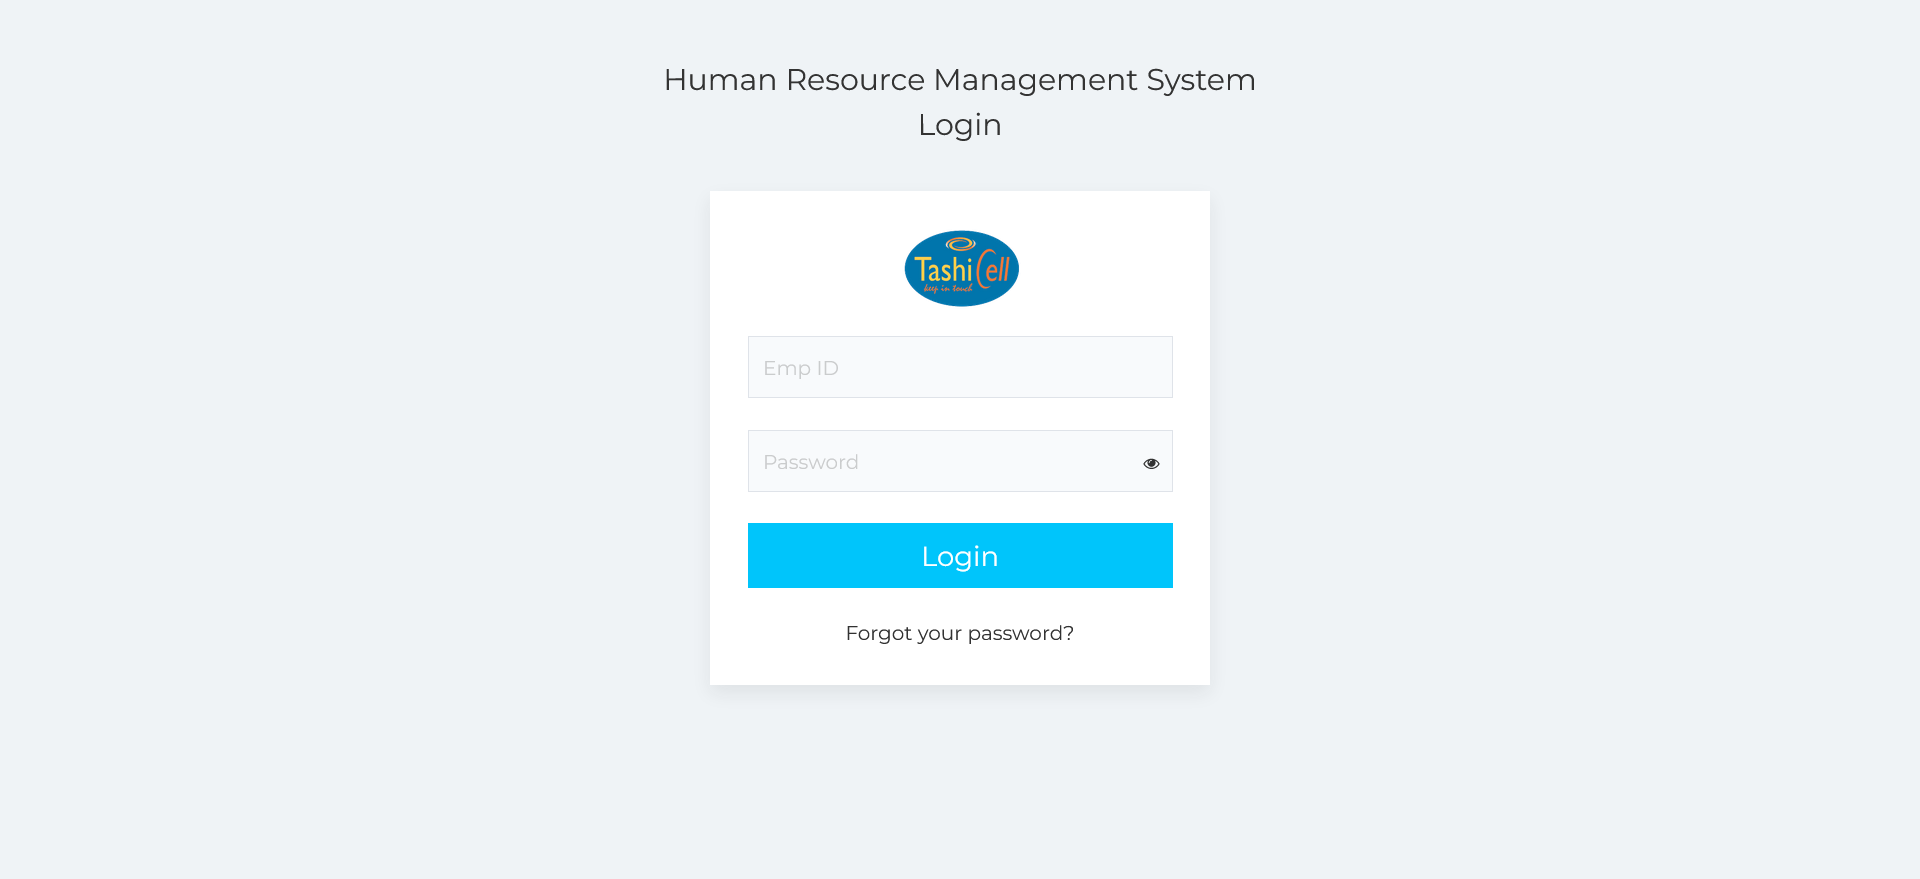 Human Resource Management System
Login
TashiCell
keep in touch
Emp ID
Password
Login
Forgot your password?